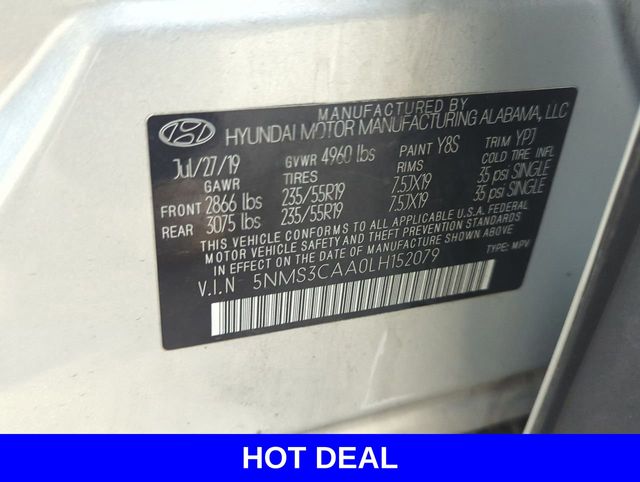 MANUFACTURED BY
HYUNDAI MOTOR MANUFACTURING ALABAMA, LLC
Jul/27/19 GVWR 4960 lbs PAINT Y8S TRIM YPJ
GAWR TIRES RIMS COLD TIRE INFL
FRONT 2866 lbs 235/55R19 7.5JX19 35 psi SINGLE
REAR 3075 lbs 235/55R19 7.5JX19 35 psi SINGLE
THIS VEHICLE CONFORMS TO ALL APPLICABLE U.S.A. FEDERAL
MOTOR VEHICLE SAFETY, BUMPER, AND THEFT PREVENTION STANDARDS
IN EFFECT ON THE DATE OF MANUFACTURE SHOWN ABOVE.
V.I.N 5NMS3CAA0LH152079 TYPE: MPV
HOT DEAL